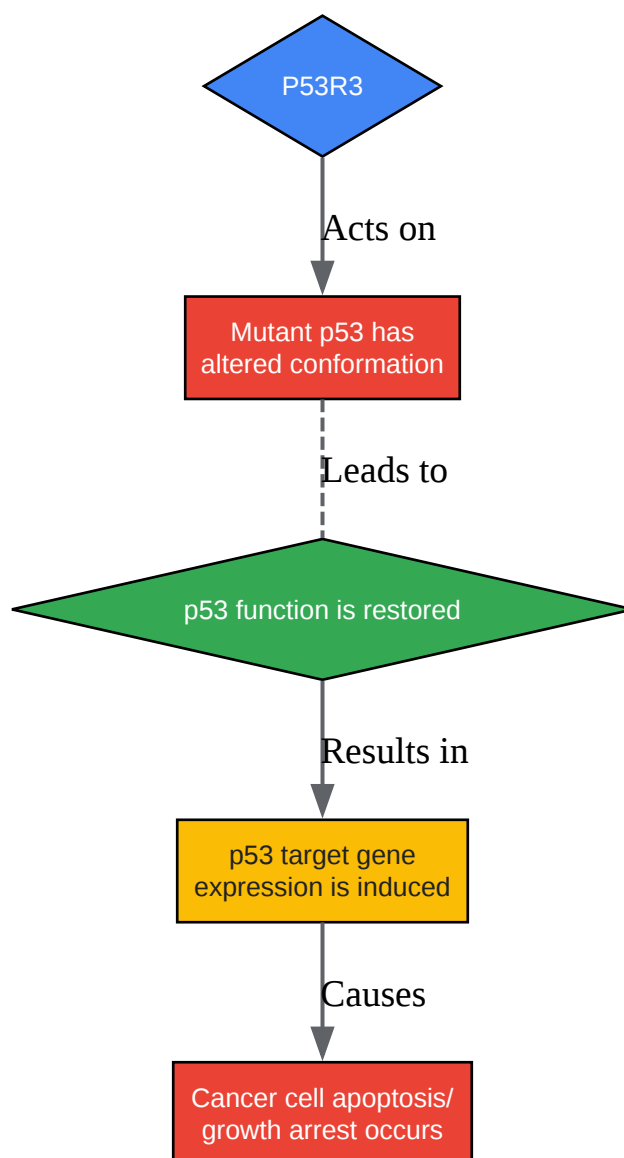 P53R3
Acts on
Mutant p53 has
altered conformation
Leads to
p53 function is restored
Results in
p53 target gene
expression is induced
Causes
Cancer cell apoptosis/
growth arrest occurs